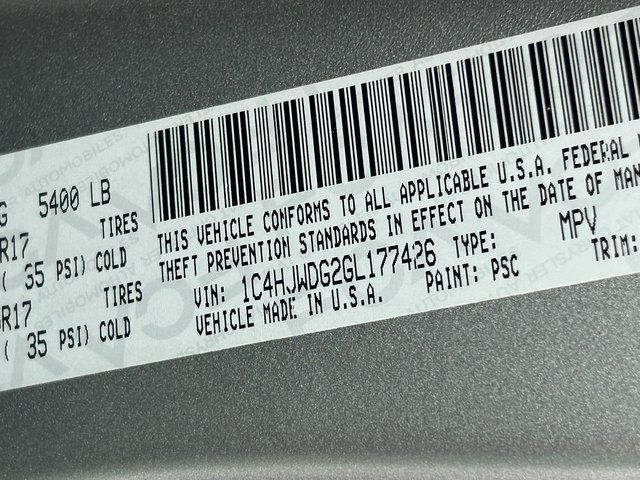 G 5400 LB
R17 TIRES
( 35 PSI) COLD
R17 TIRES
( 35 PSI) COLD
THIS VEHICLE CONFORMS TO ALL APPLICABLE U.S.A. FEDERAL
THEFT PREVENTION STANDARDS IN EFFECT ON THE DATE OF MAN
VIN: 1C4HJWDG2GL177426 TYPE: MPV
VEHICLE MADE IN U.S.A. PAINT: PSC TRIM: